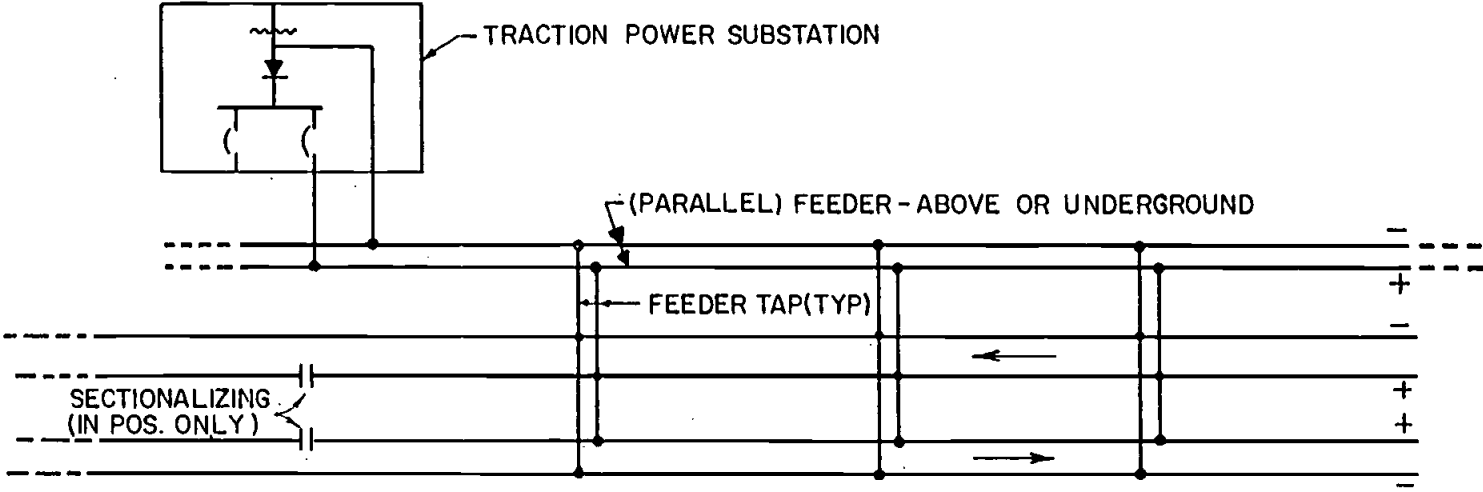 TRACTION POWER SUBSTATION
(PARALLEL) FEEDER - ABOVE OR UNDERGROUND
−
+
FEEDER TAP (TYP)
−
SECTIONALIZING
(IN POS. ONLY)
+
+
−